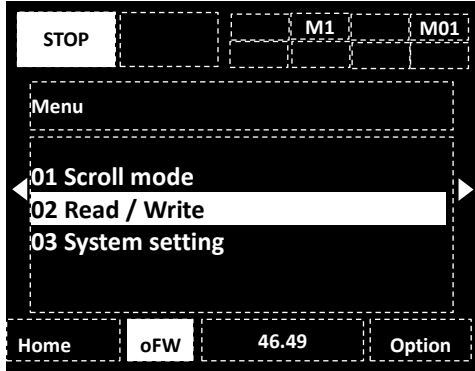 STOP M1 M01
Menu
01 Scroll mode
02 Read / Write
03 System setting
Home oFW 46.49 Option